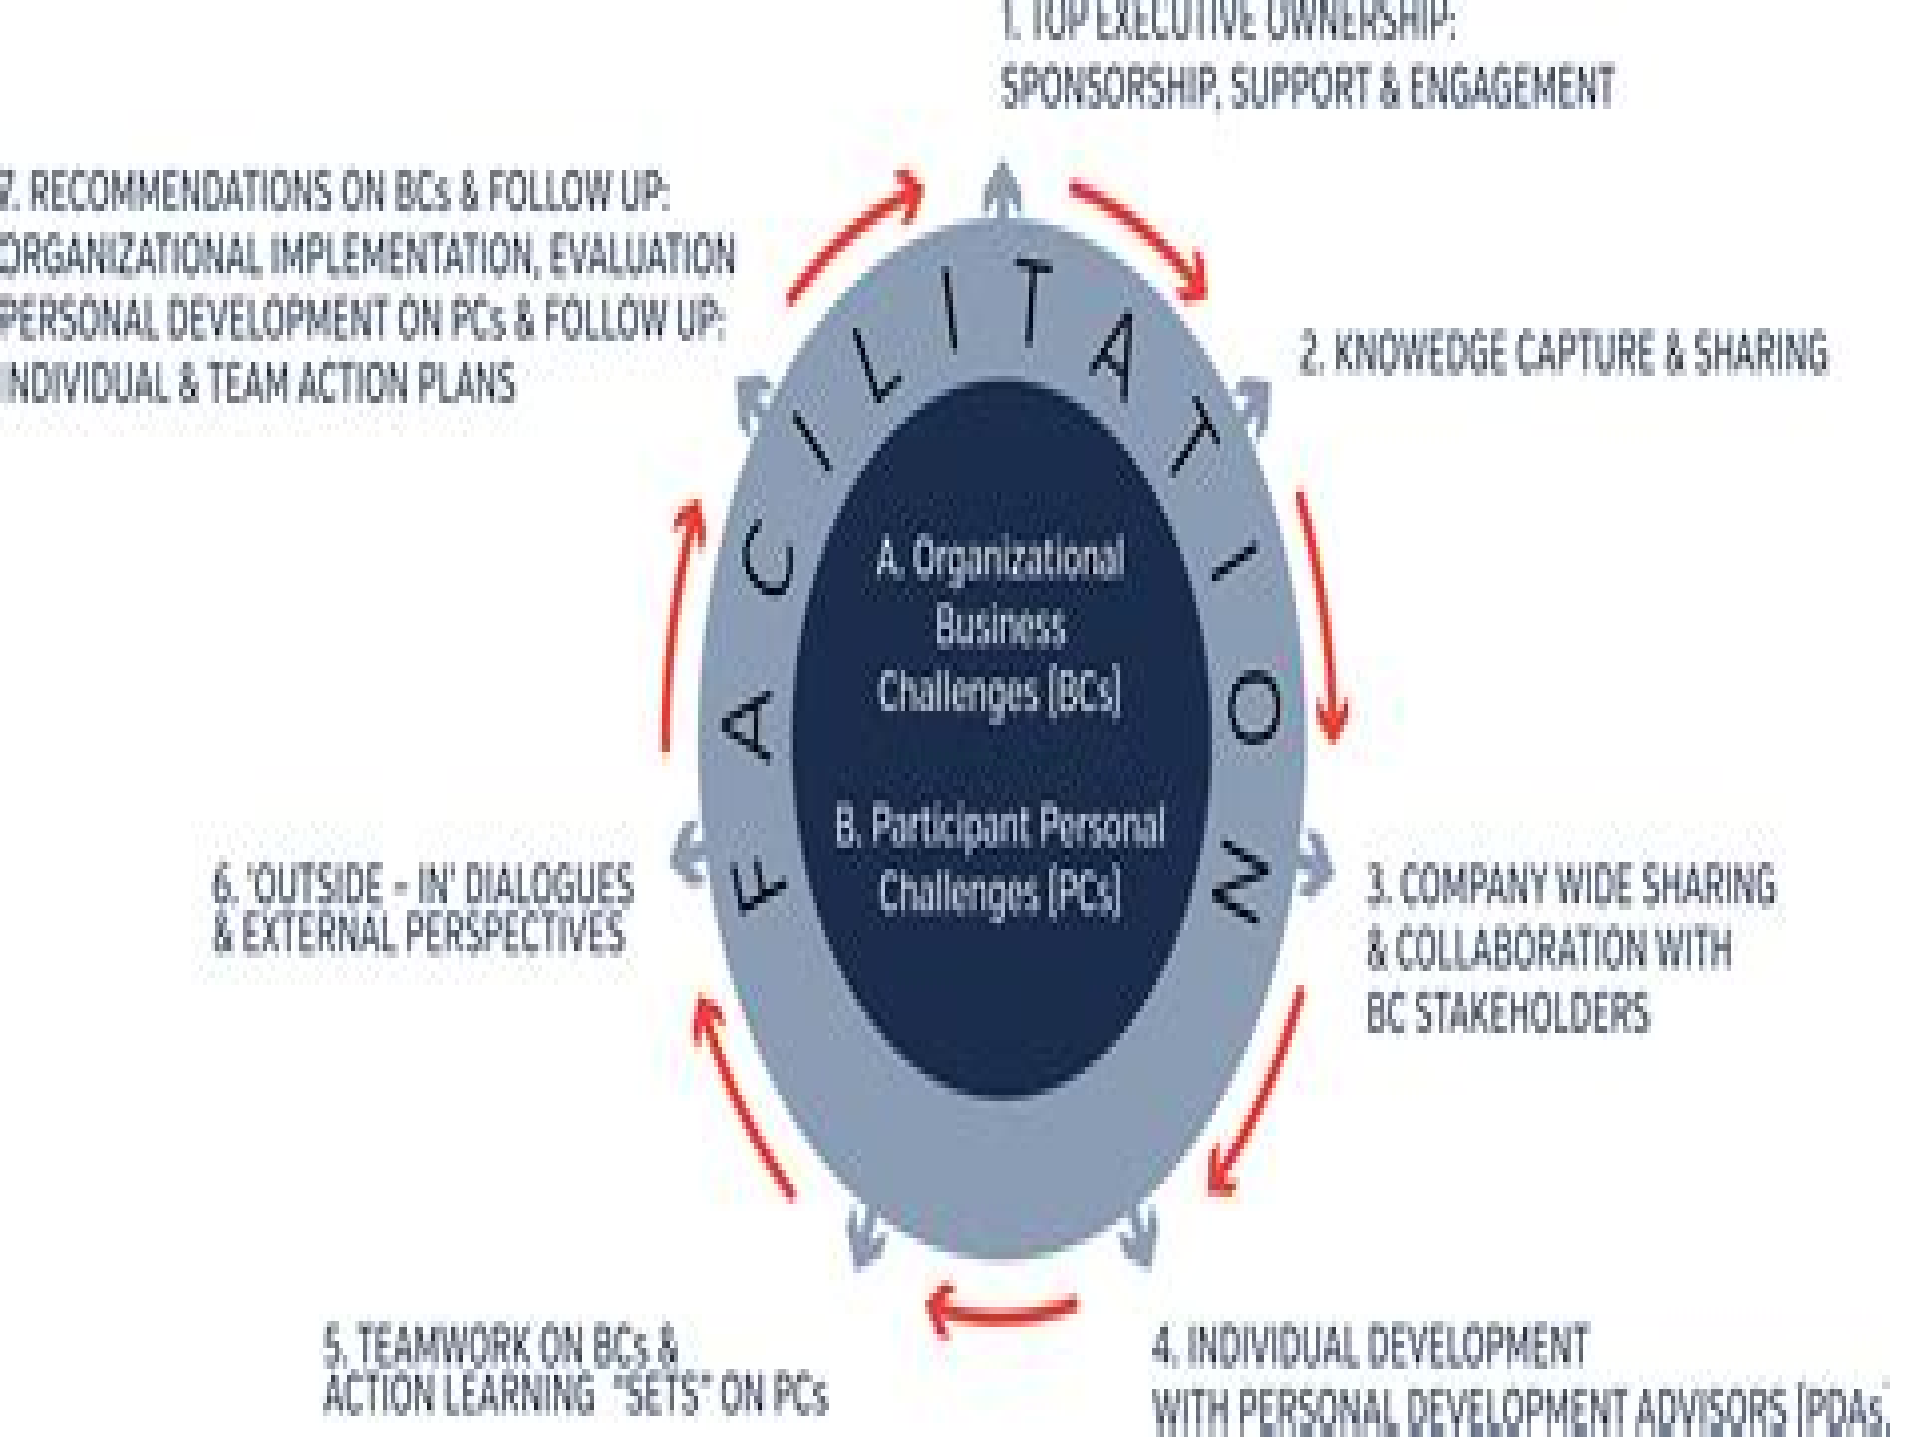 1. TOP EXECUTIVE OWNERSHIP:
SPONSORSHIP, SUPPORT & ENGAGEMENT
2. KNOWEDGE CAPTURE & SHARING
3. COMPANY WIDE SHARING
& COLLABORATION WITH
BC STAKEHOLDERS
4. INDIVIDUAL DEVELOPMENT
WITH PERSONAL DEVELOPMENT ADVISORS (PDAs
5. TEAMWORK ON BCs &
ACTION LEARNING "SETS" ON PCs
6. 'OUTSIDE – IN' DIALOGUES
& EXTERNAL PERSPECTIVES
7. RECOMMENDATIONS ON BCs & FOLLOW UP:
ORGANIZATIONAL IMPLEMENTATION, EVALUATION
PERSONAL DEVELOPMENT ON PCs & FOLLOW UP:
INDIVIDUAL & TEAM ACTION PLANS
FACILITATION
A. Organizational
Business
Challenges (BCs)
B. Participant Personal
Challenges (PCs)